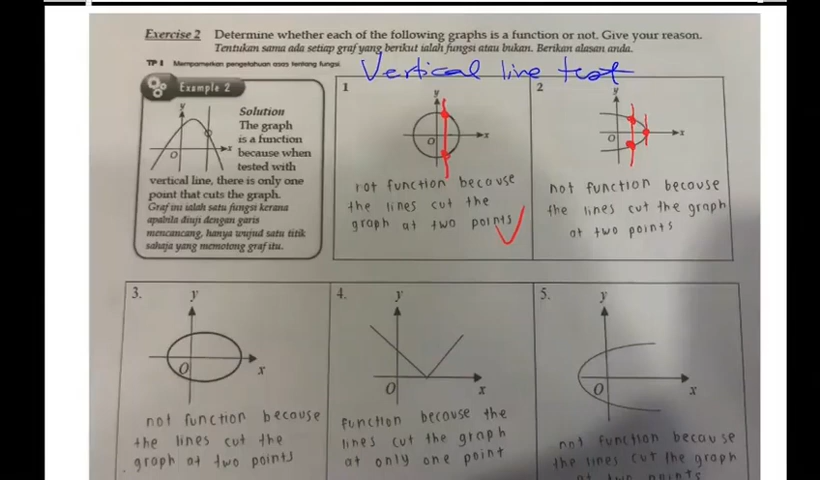 Exercise 2 Determine whether each of the following graphs is a function or not. Give your reason.
Tentukan sama ada setiap graf yang berikut ialah fungsi atau bukan. Berikan alasan anda.
TP 1 Mempamerkan pengetahuan asas tentang fungsi.
Vertical line test
Example 2
y
O
x
Solution
The graph
is a function
because when
tested with
vertical line, there is only one
point that cuts the graph.
Graf ini ialah satu fungsi kerana
apabila diuji dengan garis
mencancang, hanya wujud satu titik
sahaja yang memotong graf itu.
1
y
O
x
not function because
the lines cut the
graph at two points
2
y
O
x
not function because
the lines cut the graph
at two points
3.
y
O
x
not function because
the lines cut the
graph at two points
4.
y
O
x
function because the
lines cut the graph
at only one point
5.
y
O
x
not function because
the lines cut the graph
at two points